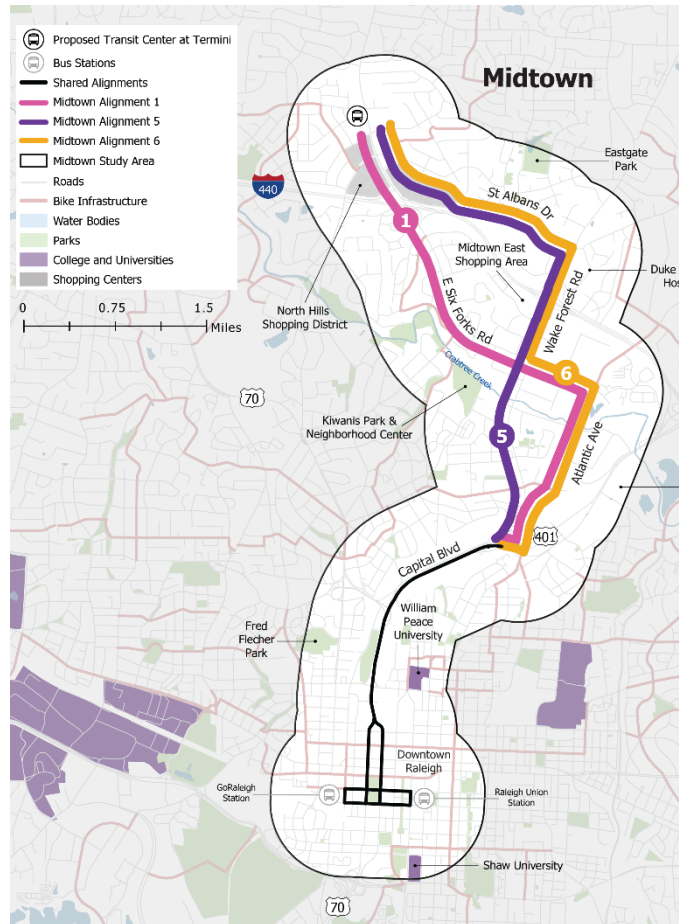 Proposed Transit Center at Termini
Bus Stations
Shared Alignments
Midtown Alignment 1
Midtown Alignment 5
Midtown Alignment 6
Midtown Study Area
Roads
Bike Infrastructure
Water Bodies
Parks
College and Universities
Shopping Centers
0 0.75 1.5
Miles
Midtown
440
Eastgate
Park
St Albans Dr
1
Midtown East
Shopping Area
Duke
Hos
North Hills
Shopping District
E Six Forks Rd
Wake Forest Rd
6
Crabtree Creek
70
Kiwanis Park &
Neighborhood Center
5
Atlantic Ave
401
Capital Blvd
William
Peace
University
Fred
Flecher
Park
Downtown
Raleigh
GoRaleigh
Station
Raleigh Union
Station
Shaw University
70